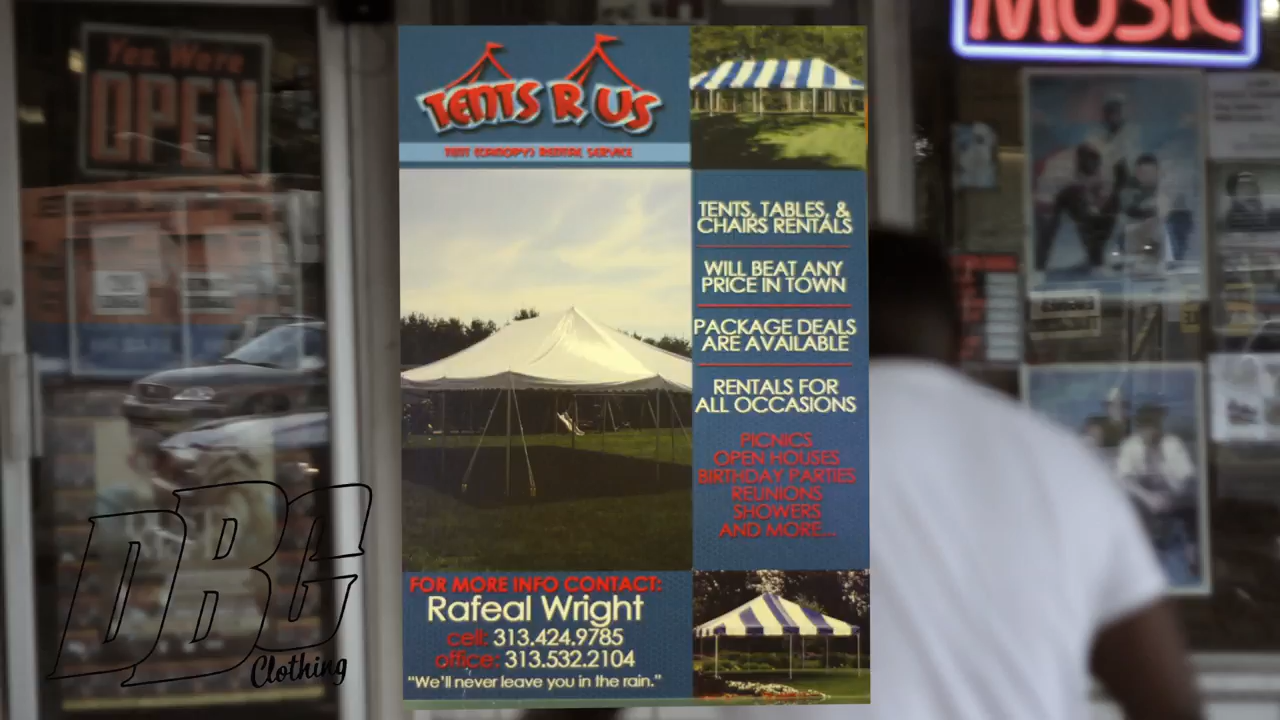 Yes, We're
OPEN
MUSIC
TENTS R US
TENT (CANOPY) RENTAL SERVICE
TENTS, TABLES, &
CHAIRS RENTALS
WILL BEAT ANY
PRICE IN TOWN
PACKAGE DEALS
ARE AVAILABLE
RENTALS FOR
ALL OCCASIONS
PICNICS
OPEN HOUSES
BIRTHDAY PARTIES
REUNIONS
SHOWERS
AND MORE...
FOR MORE INFO CONTACT:
Rafeal Wright
cell: 313.424.9785
office: 313.532.2104
“We'll never leave you in the rain.”
DBG
Clothing